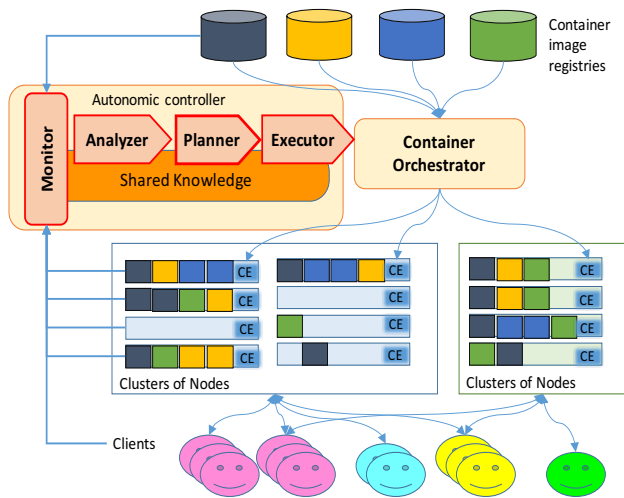 Container
image
registries
Autonomic controller
Monitor
Analyzer
Planner
Executor
Shared Knowledge
Container
Orchestrator
CE
CE
CE
CE
CE
CE
CE
CE
CE
CE
CE
CE
Clusters of Nodes
Clusters of Nodes
Clients